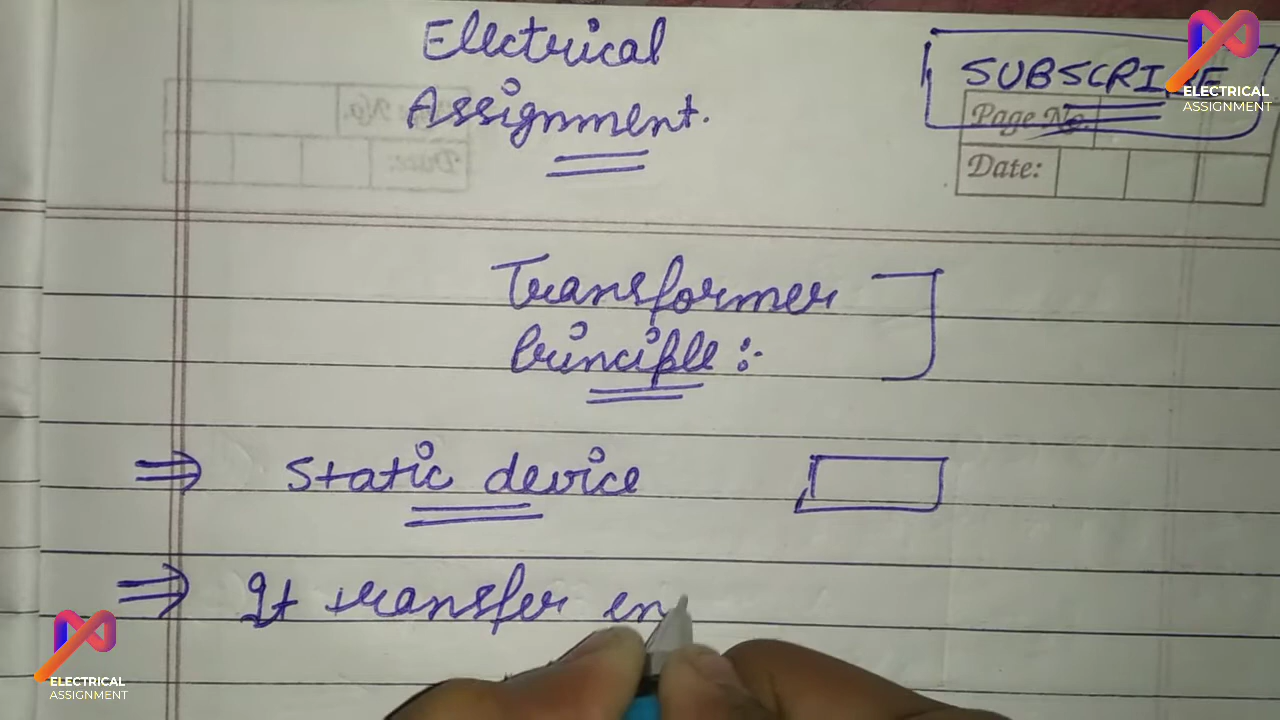 Electrical
Assignment.
SUBSCRIBE
ELECTRICAL
ASSIGNMENT
Page No.
Date:
Transformer
Principle :-
⇒ Static device
⇒ It transfer en
ELECTRICAL
ASSIGNMENT